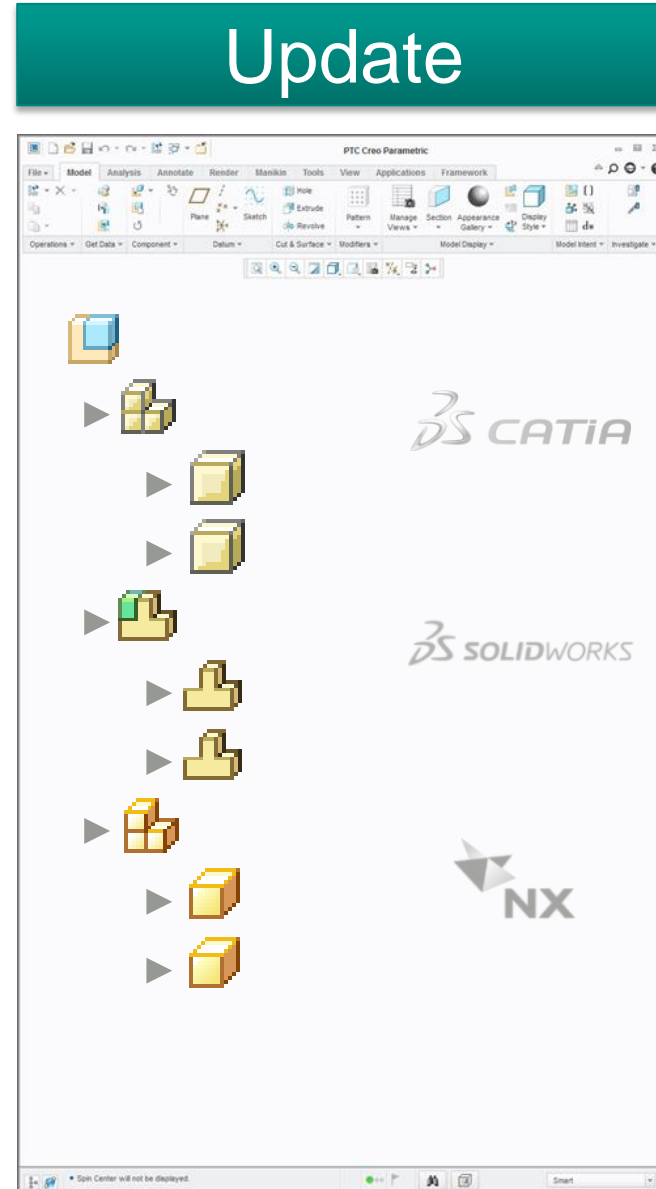 Update
PTC Creo Parametric
File Model Analysis Annotate Render Manikin Tools View Applications Framework
Plane Sketch Hole Extrude Revolve Pattern Manage Views Section Appearance Gallery Display Style d=
Operations Get Data Component Datum Cut & Surface Modifiers Model Display Model Intent Investigate
CATIA
SOLIDWORKS
NX
Spin Center will not be displayed.
Smart